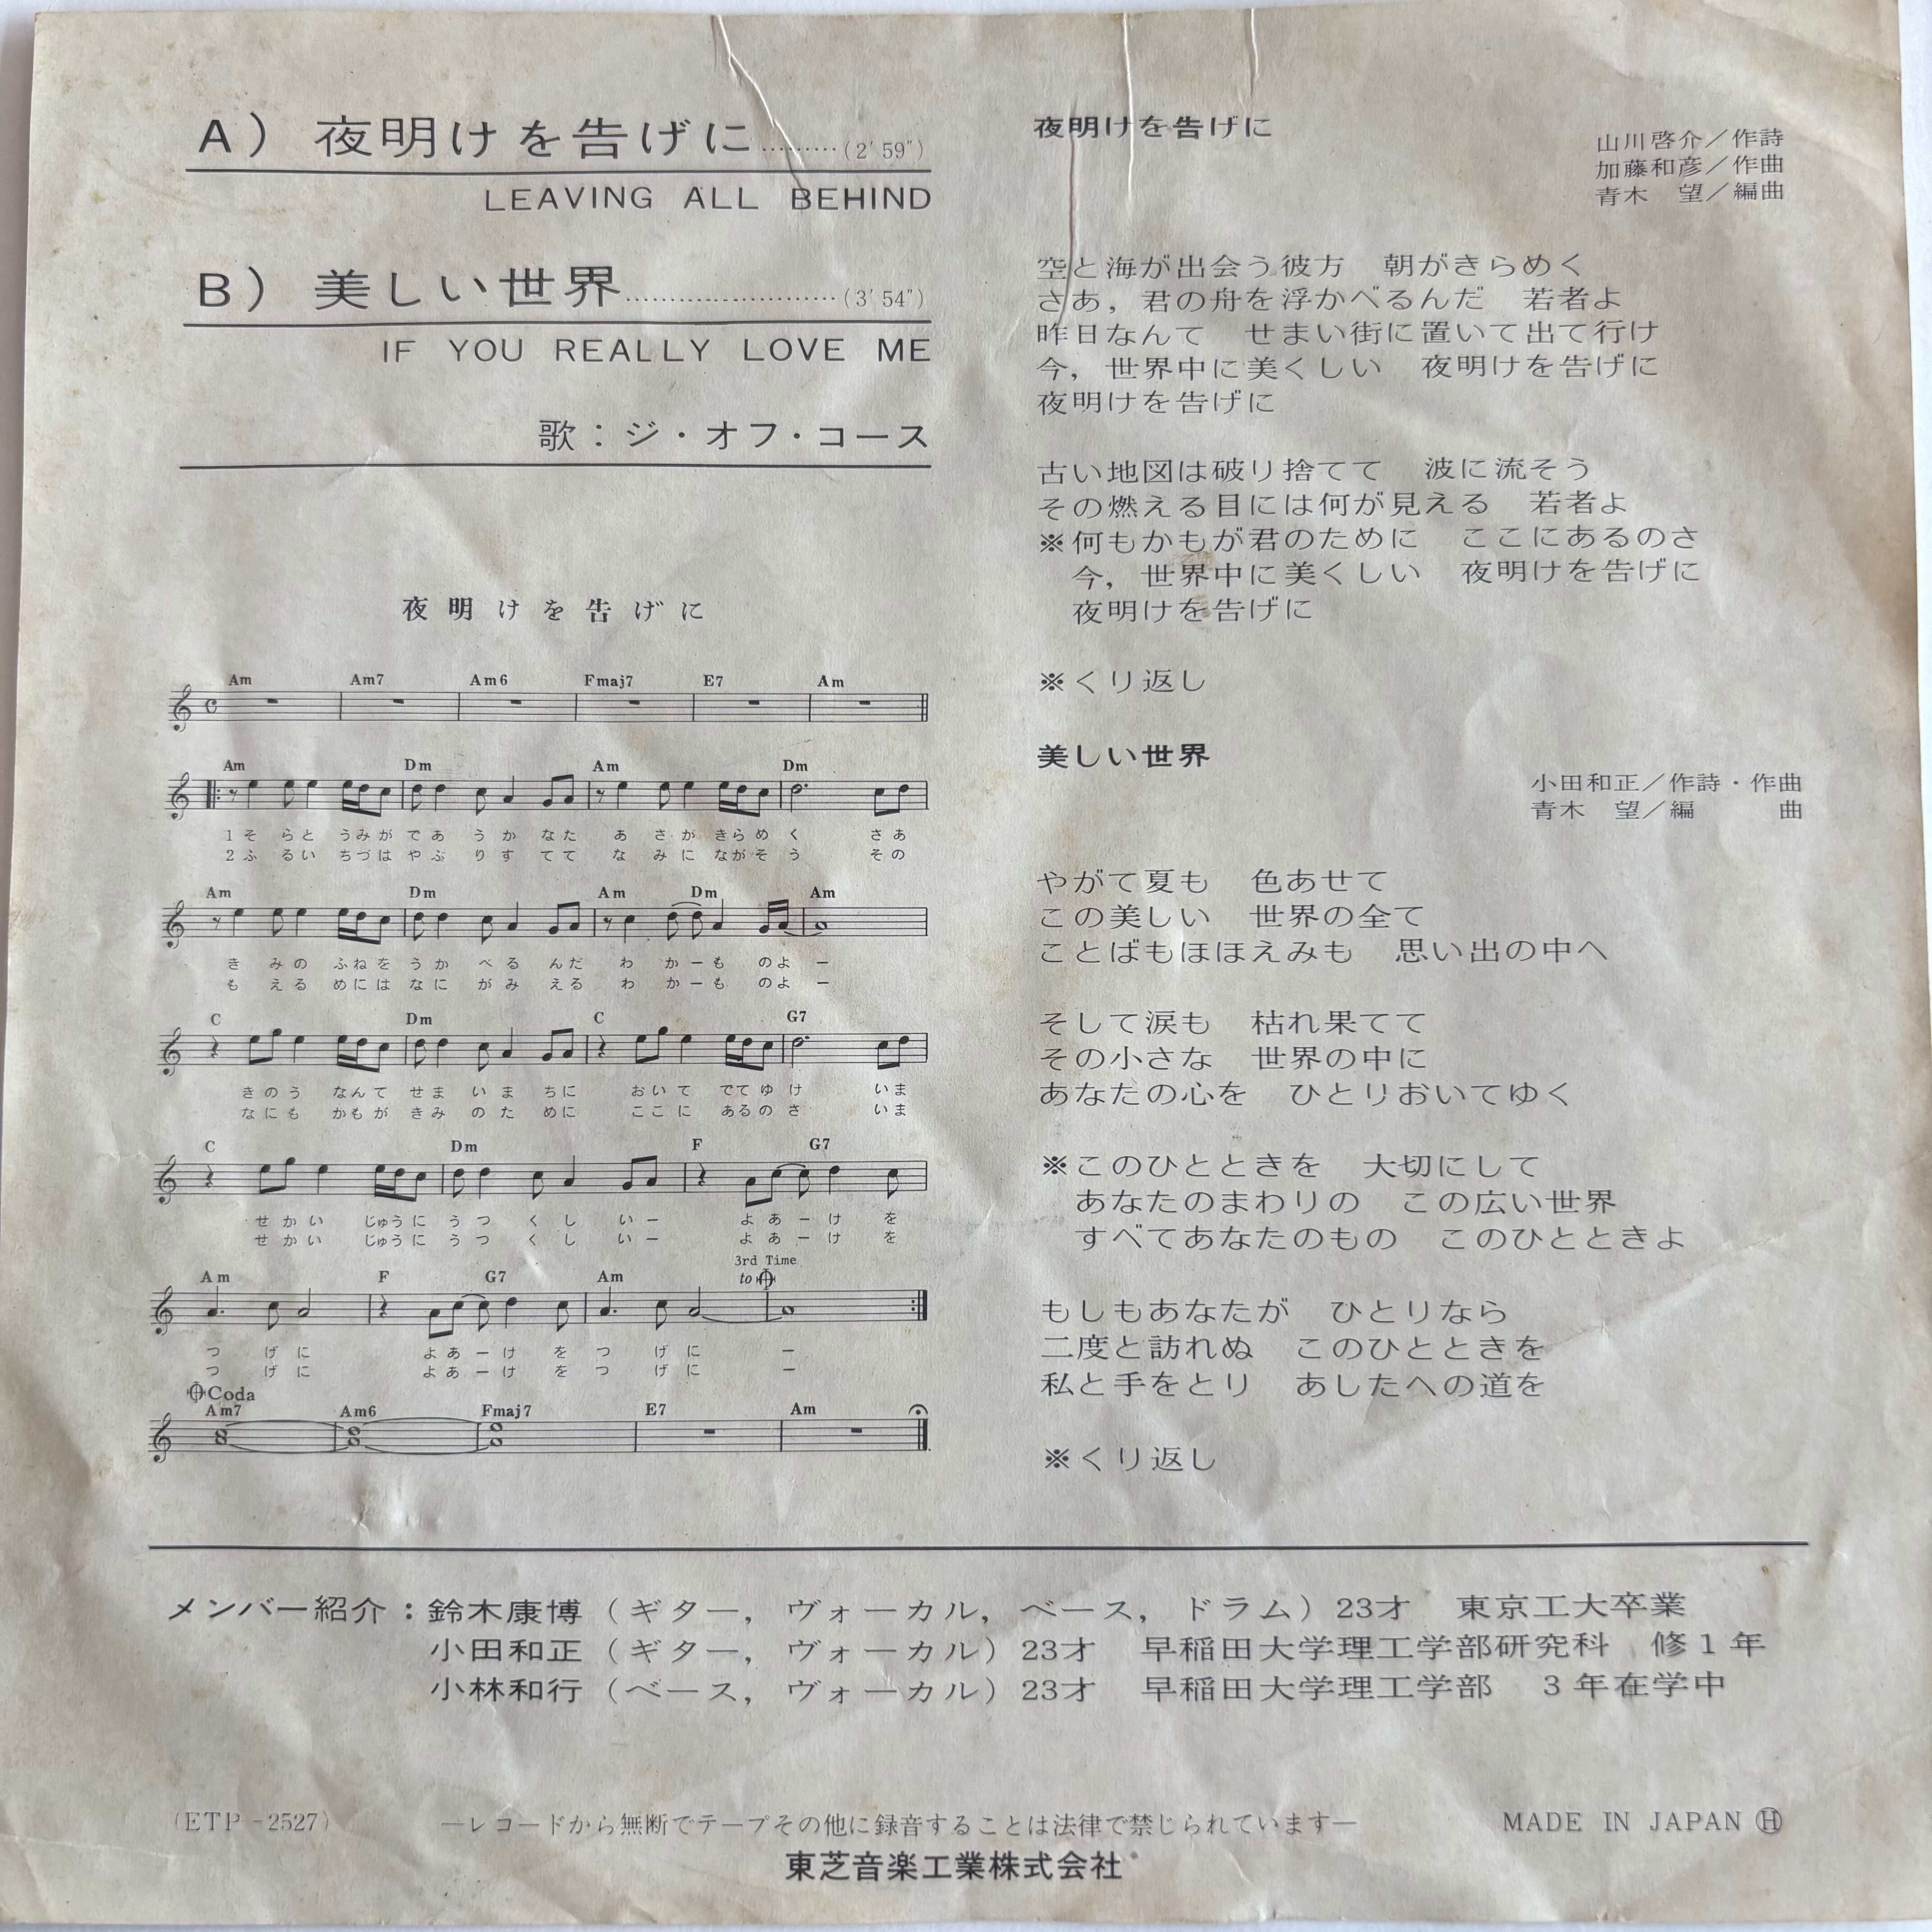 A) 夜明けを告げに………(2′59″)
LEAVING ALL BEHIND
B) 美しい世界……………………(3′54″)
IF YOU REALLY LOVE ME
歌:ジ・オフ・コース
夜明けを告げに
Am Am7 Am6 Fmaj7 E7 Am
Am Dm Am Dm
1そ らと うみが であ うか なた あ さが きらめ く さあ
2ふ るい ちづは やぶ りす てて な みに ながそ う その
Am Dm Am Dm Am
き みの ふねを うか べる んだ わ かーも のよ ー
も える めには なに がみ える わ かーも のよ ー
C Dm C G7
きのう なんて せま いま ちに おいて でてゆ け いま
なにも かもが きみ のた めに ここに あるの さ いま
C Dm F G7
せかい じゅうに うつ くし いー よあーけ を
せかい じゅうに うつ くし いー よあーけ を
3rd Time
to
Am F G7 Am
つ げに よあーけ を つ げに ー
つ げに よあーけ を つ げに ー
Coda
Am7 Am6 Fmaj7 E7 Am
夜明けを告げに
山川啓介/作詩
加藤和彦/作曲
青木 望/編曲
空と海が出会う彼方 朝がきらめく
さあ,君の舟を浮かべるんだ 若者よ
昨日なんて せまい街に置いて出て行け
今,世界中に美くしい 夜明けを告げに
夜明けを告げに
古い地図は破り捨てて 波に流そう
その燃える目には何が見える 若者よ
※何もかもが君のために ここにあるのさ
今,世界中に美くしい 夜明けを告げに
夜明けを告げに
※くり返し
美しい世界
小田和正/作詩・作曲
青木 望/編 曲
やがて夏も 色あせて
この美しい 世界の全て
ことばもほほえみも 思い出の中へ
そして涙も 枯れ果てて
その小さな 世界の中に
あなたの心を ひとりおいてゆく
※このひとときを 大切にして
あなたのまわりの この広い世界
すべてあなたのもの このひとときよ
もしもあなたが ひとりなら
二度と訪れぬ このひとときを
私と手をとり あしたへの道を
※くり返し
メンバー紹介:鈴木康博(ギター,ヴォーカル,ベース,ドラム)23才 東京工大卒業
小田和正(ギター,ヴォーカル)23才 早稲田大学理工学部研究科 修1年
小林和行(ベース,ヴォーカル)23才 早稲田大学理工学部 3年在学中
(ETP-2527) ―レコードから無断でテープその他に録音することは法律で禁じられています― MADE IN JAPAN Ⓗ
東芝音楽工業株式会社